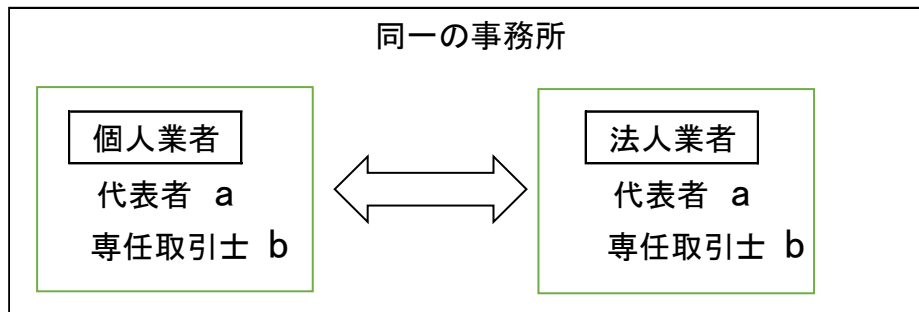 同一の事務所
個人業者
代表者 a
専任取引士 b
法人業者
代表者 a
専任取引士 b